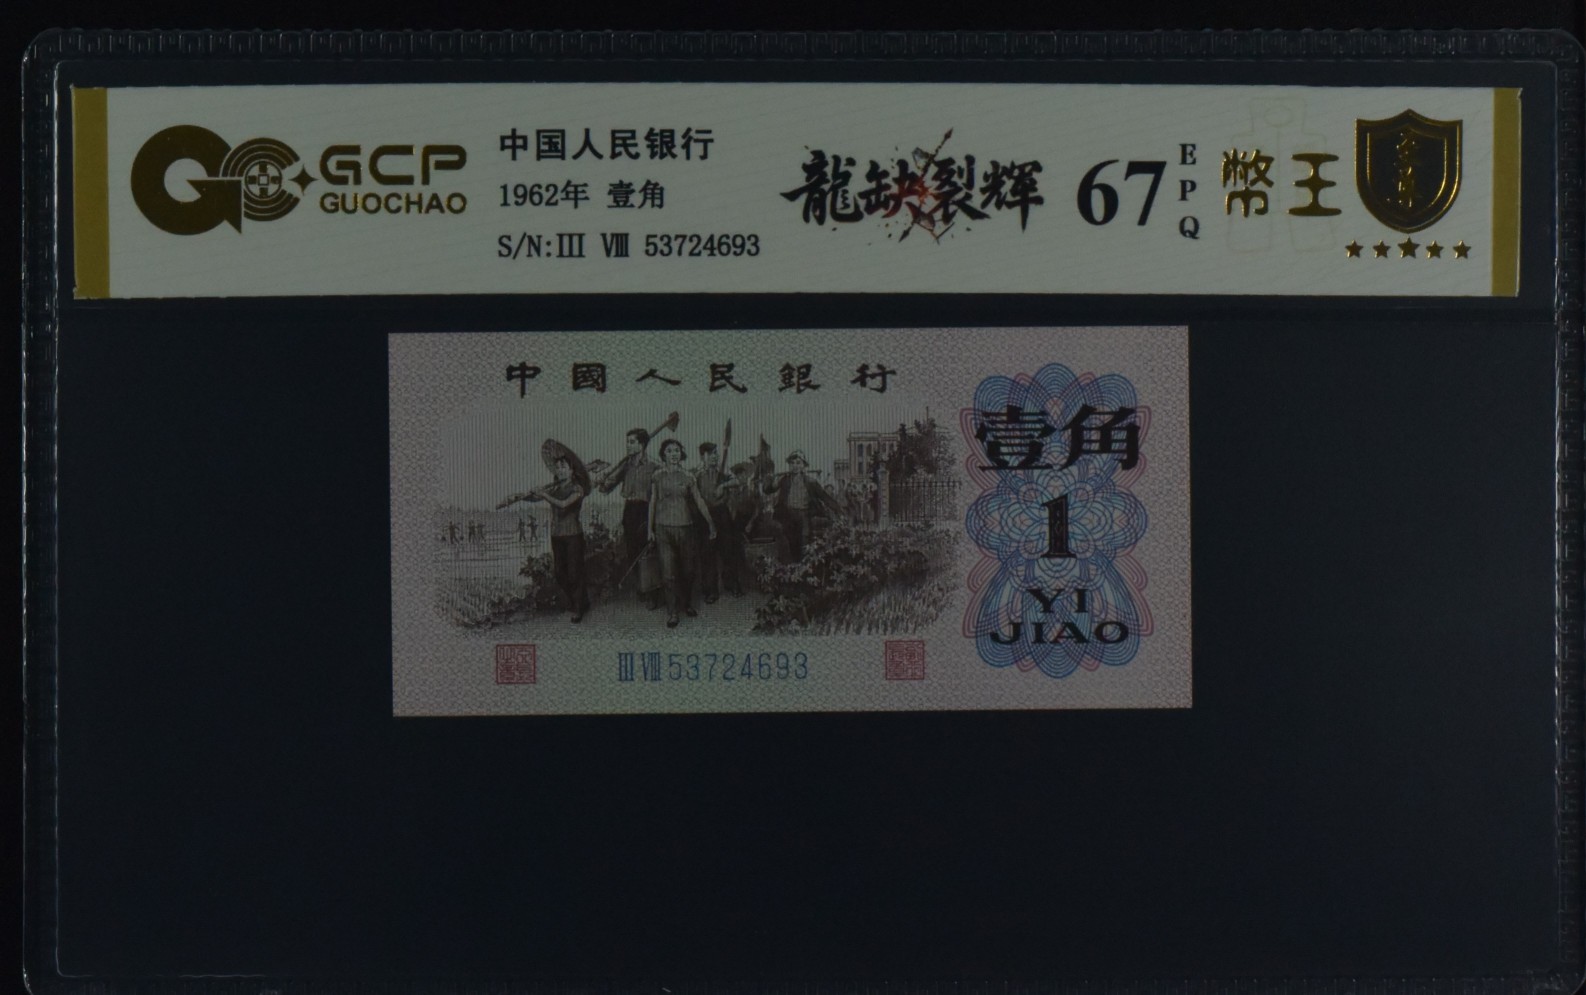 GCP
GUOCHAO
中国人民银行
1962年 壹角
S/N:III VIII 53724693
龍缺裂輝
67
EPQ
幣王
中國人民銀行
壹角
1
YI
JIAO
III VIII 53724693